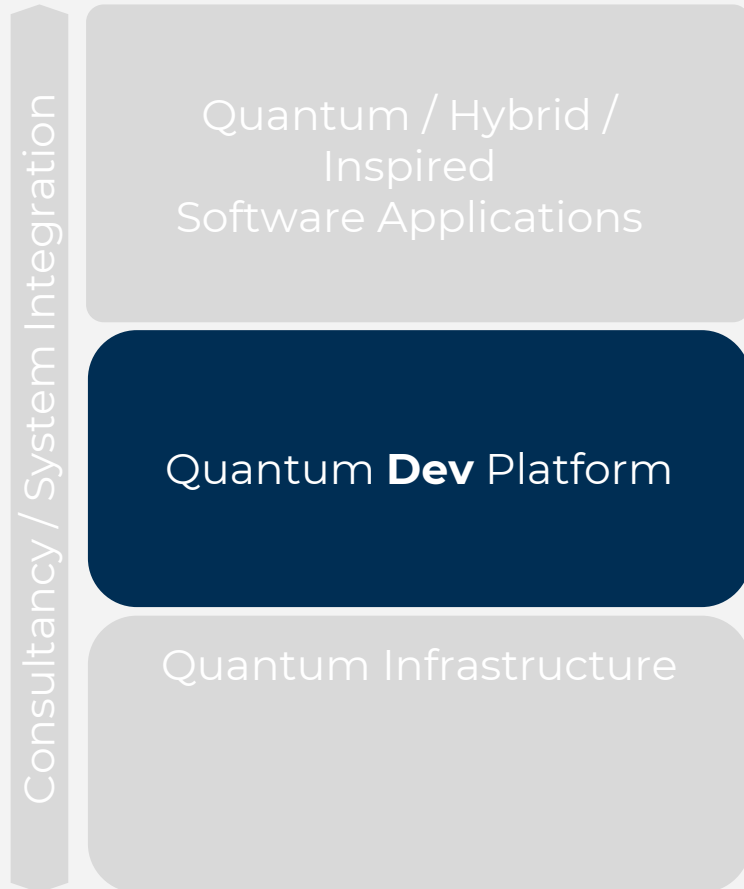 Consultancy / System Integration
Quantum / Hybrid /
Inspired
Software Applications
Quantum Dev Platform
Quantum Infrastructure